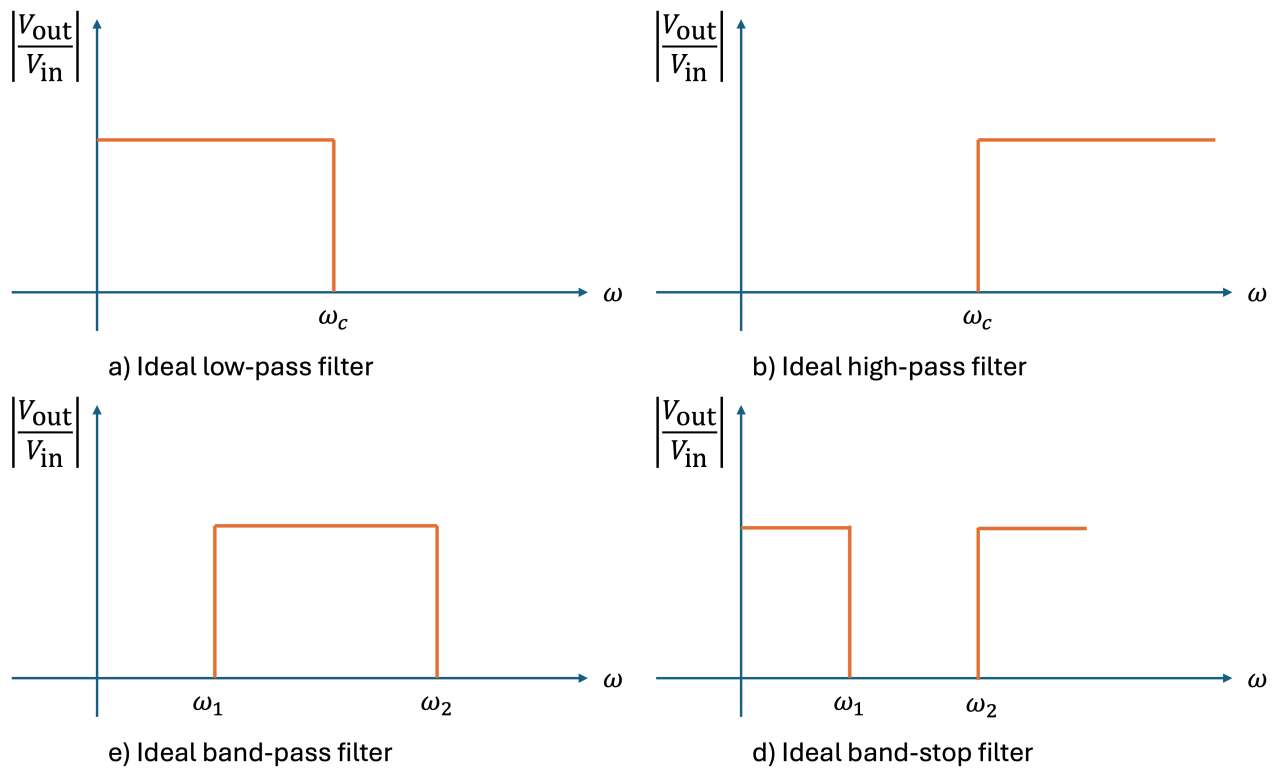 |Vout/Vin|
ω
ωc
a) Ideal low-pass filter
|Vout/Vin|
ω
ωc
b) Ideal high-pass filter
|Vout/Vin|
ω
ω1
ω2
e) Ideal band-pass filter
|Vout/Vin|
ω
ω1
ω2
d) Ideal band-stop filter